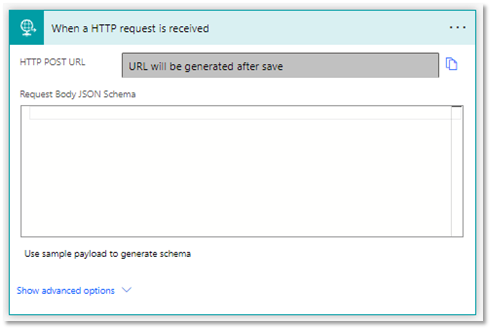 When a HTTP request is received
HTTP POST URL
URL will be generated after save
Request Body JSON Schema
Use sample payload to generate schema
Show advanced options